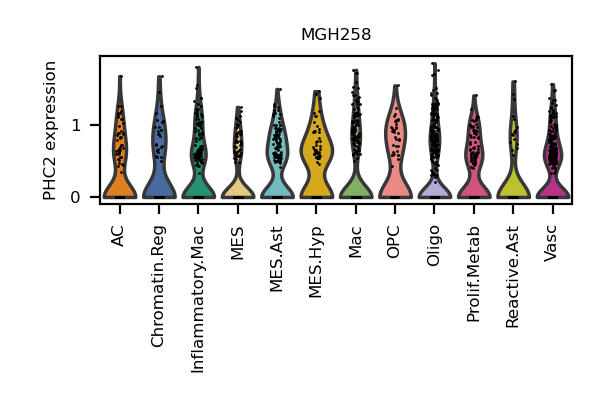 MGH258
PHC2 expression
1
0
AC
Chromatin.Reg
Inflammatory.Mac
MES
MES.Ast
MES.Hyp
Mac
OPC
Oligo
Prolif.Metab
Reactive.Ast
Vasc